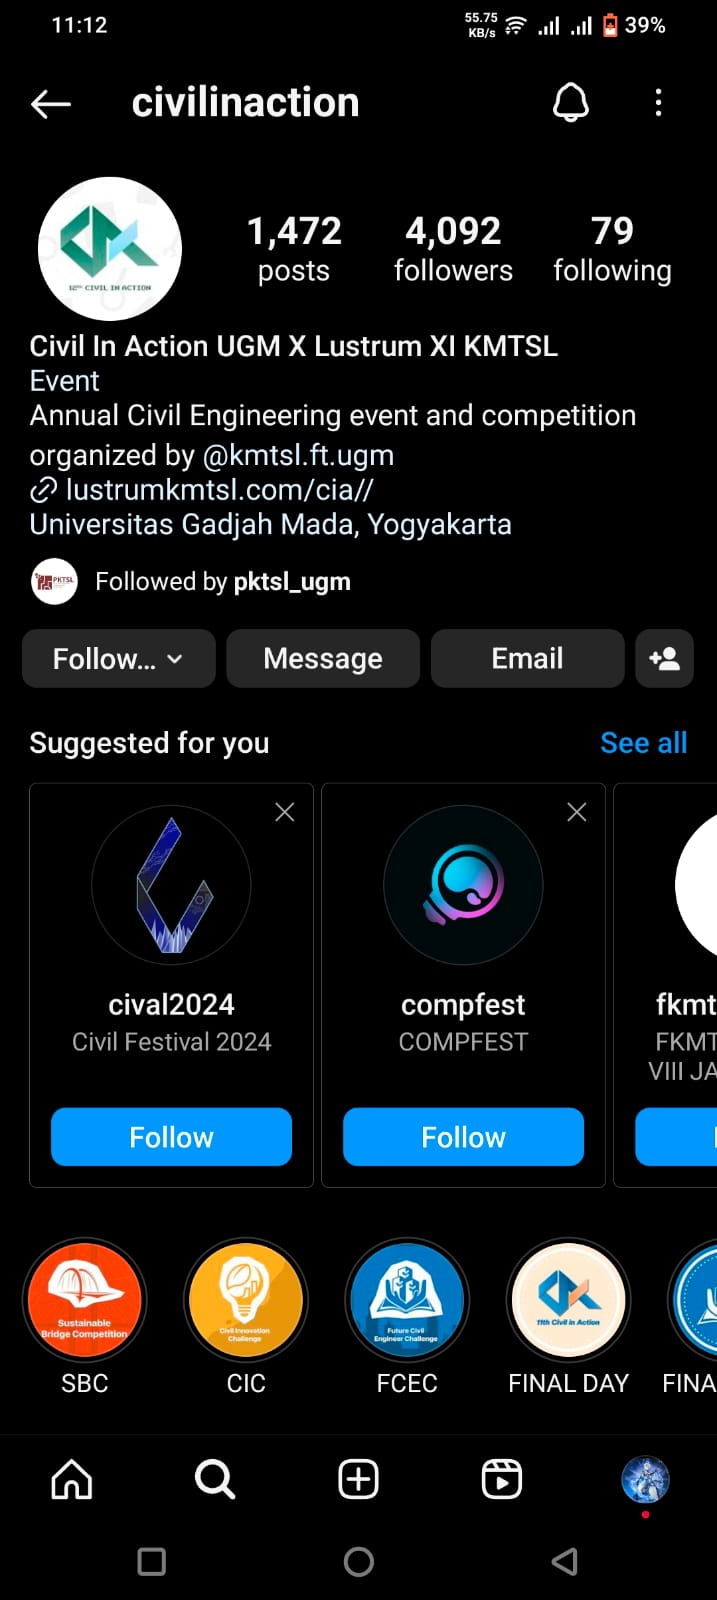 11:12
55.75
KB/s
39%
civilinaction
12th CIVIL IN ACTION
1,472 4,092 79
posts followers following
Civil In Action UGM X Lustrum XI KMTSL
Event
Annual Civil Engineering event and competition
organized by @kmtsl.ft.ugm
lustrumkmtsl.com/cia//
Universitas Gadjah Mada, Yogyakarta
PKTSL
Followed by pktsl_ugm
Follow... Message Email
Suggested for you See all
cival2024 compfest fkmt
Civil Festival 2024 COMPFEST FKMT
VIII JA
Follow Follow
Sustainable
Bridge Competition
Civil Innovation
Challenge
Future Civil
Engineer Challenge
11th Civil in Action
SBC CIC FCEC FINAL DAY FINA